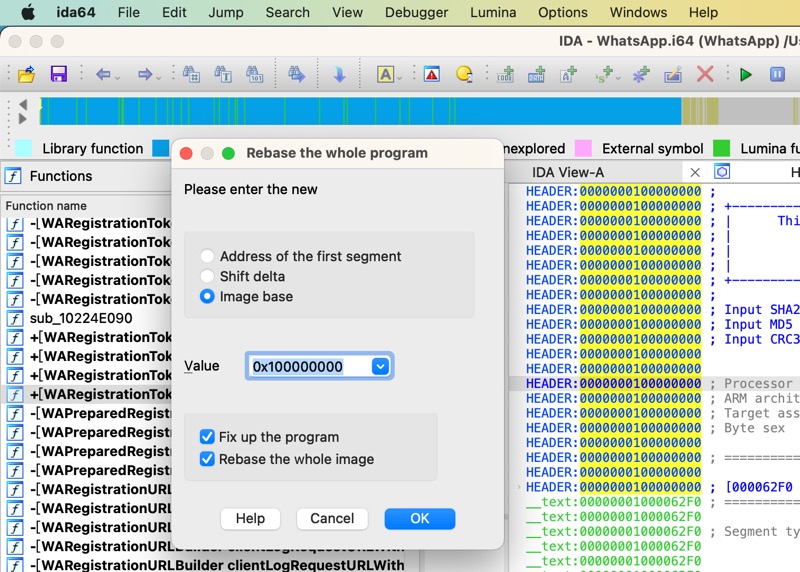 ida64 File Edit Jump Search View Debugger Lumina Options Windows Help
IDA - WhatsApp.i64 (WhatsApp) /Us
Library function
nexplored External symbol Lumina fu
Functions
Function name
-[WARegistrationTok
-[WARegistrationTok
-[WARegistrationTok
-[WARegistrationTok
-[WARegistrationTok
sub_10224E090
+[WARegistrationTok
+[WARegistrationTok
+[WARegistrationTok
+[WARegistrationTok
-[WAPreparedRegistr
-[WAPreparedRegistr
-[WAPreparedRegistr
-[WAPreparedRegistr
-[WARegistrationURL
-[WARegistrationURL
-[WARegistrationURL
-[WARegistrationURLBuilder clientLogRequestURLWith
Rebase the whole program
Please enter the new
Address of the first segment
Shift delta
Image base
Value 0x100000000
Fix up the program
Rebase the whole image
Help Cancel OK
IDA View-A
H
HEADER:0000000100000000 ;
HEADER:0000000100000000 ; +--------
HEADER:0000000100000000 ; | Thi
HEADER:0000000100000000 ; |
HEADER:0000000100000000 ; |
HEADER:0000000100000000 ; |
HEADER:0000000100000000 ; +--------
HEADER:0000000100000000 ;
HEADER:0000000100000000 ; Input SHA2
HEADER:0000000100000000 ; Input MD5
HEADER:0000000100000000 ; Input CRC3
HEADER:0000000100000000
HEADER:0000000100000000
HEADER:0000000100000000 ; Processor
HEADER:0000000100000000 ; ARM archit
HEADER:0000000100000000 ; Target ass
HEADER:0000000100000000 ; Byte sex
HEADER:0000000100000000
HEADER:0000000100000000 ; ==========
HEADER:0000000100000000
HEADER:0000000100000000 ; [000062F0
__text:00000001000062F0 ; ==========
__text:00000001000062F0
__text:00000001000062F0 ; Segment ty
__text:00000001000062F0
__text:00000001000062F0